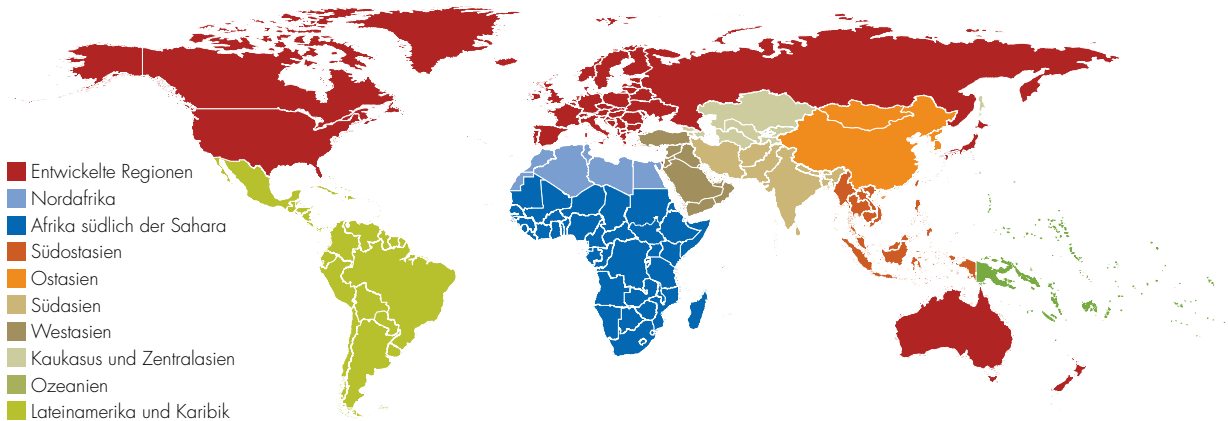 Entwickelte Regionen
Nordafrika
Afrika südlich der Sahara
Südostasien
Ostasien
Südasien
Westasien
Kaukasus und Zentralasien
Ozeanien
Lateinamerika und Karibik